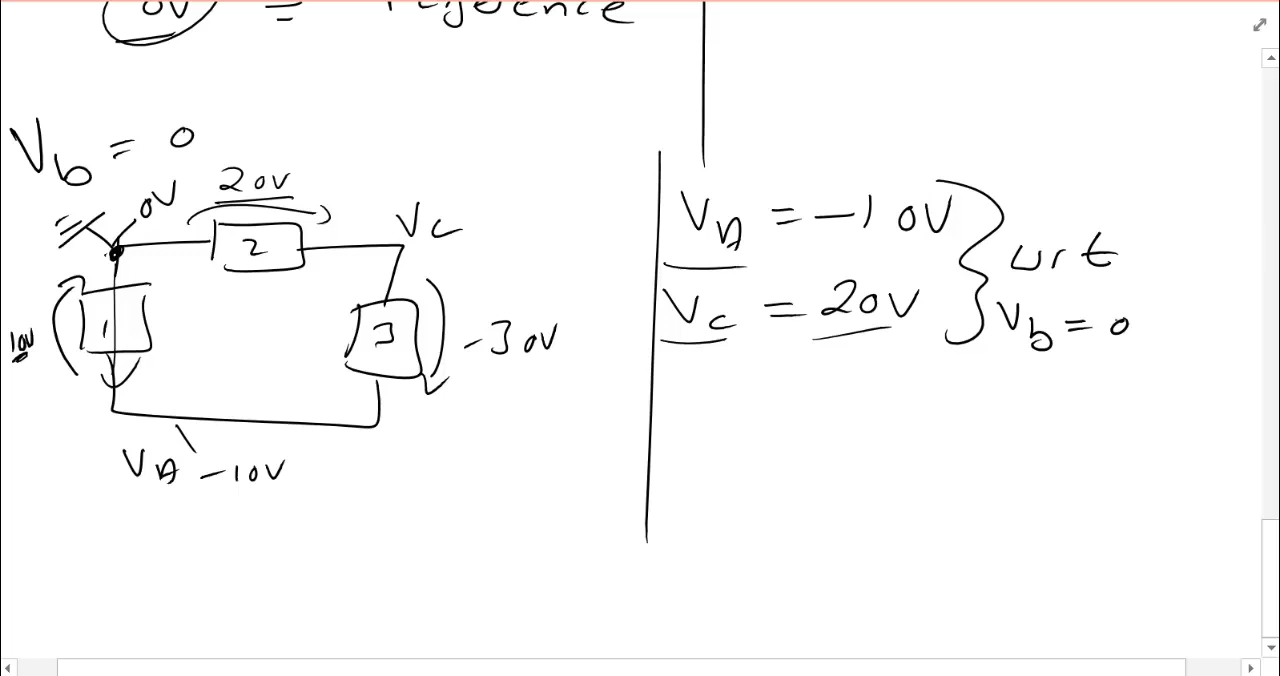 0V = reference
Vb = 0
0V
20V
2
Vc
1
10V
3
-30V
VA -10V
VA = -10V
Vc = 20V
wrt
Vb = 0